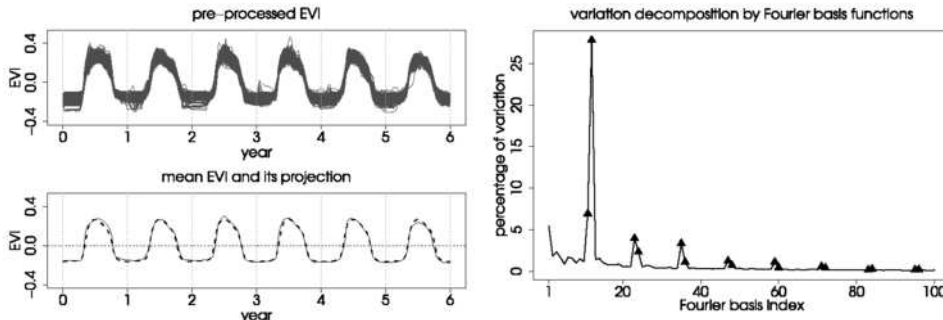 pre-processed EVI
EVI
0.4
0.0
-0.4
0 1 2 3 4 5 6
year
mean EVI and its projection
EVI
0.4
0.0
-0.4
0 1 2 3 4 5 6
year
variation decomposition by Fourier basis functions
percentage of variation
25
20
15
10
5
0
1 20 40 60 80 100
Fourier basis index